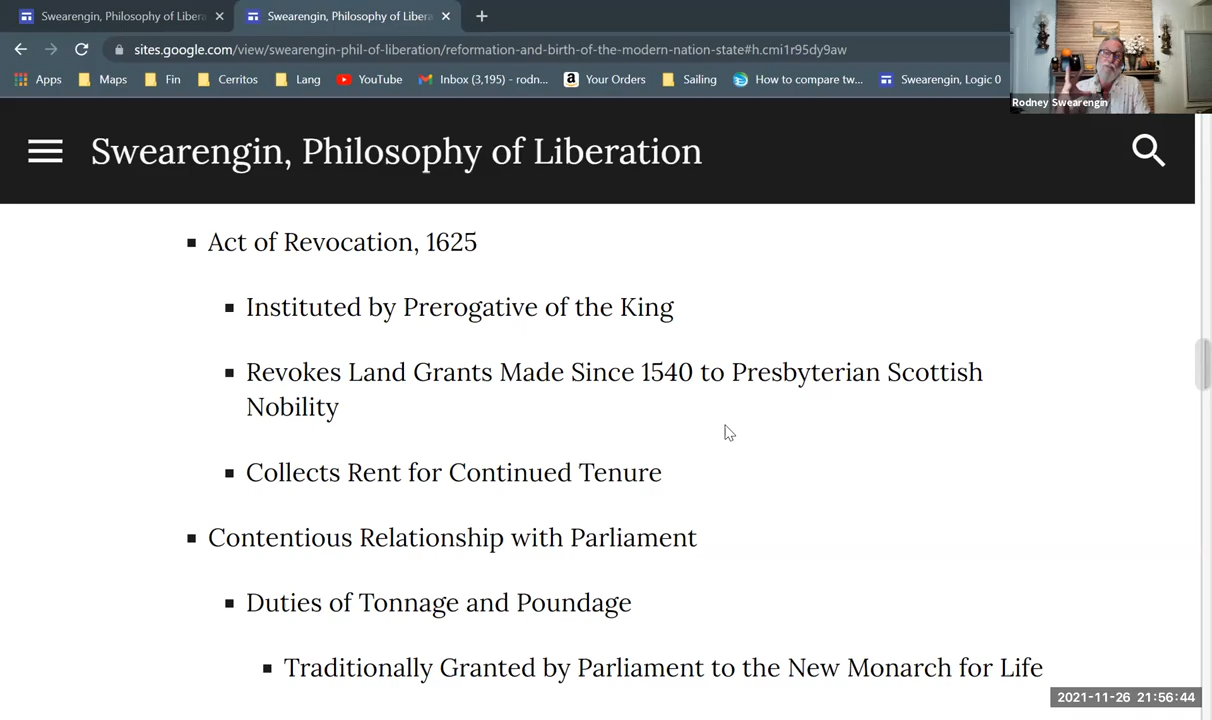 Swearengin, Philosophy of Libera
Swearengin, Philosophy of Libera
sites.google.com/view/swearengin-phil-of-liberation/reformation-and-birth-of-the-modern-nation-state#h.cmi1r95dy9aw
Apps Maps Fin Cerritos Lang YouTube Inbox (3,195) - rodn... Your Orders Sailing How to compare tw... Swearengin, Logic 0
Rodney Swearengin
Swearengin, Philosophy of Liberation
Act of Revocation, 1625
Instituted by Prerogative of the King
Revokes Land Grants Made Since 1540 to Presbyterian Scottish
Nobility
Collects Rent for Continued Tenure
Contentious Relationship with Parliament
Duties of Tonnage and Poundage
Traditionally Granted by Parliament to the New Monarch for Life
2021-11-26 21:56:44